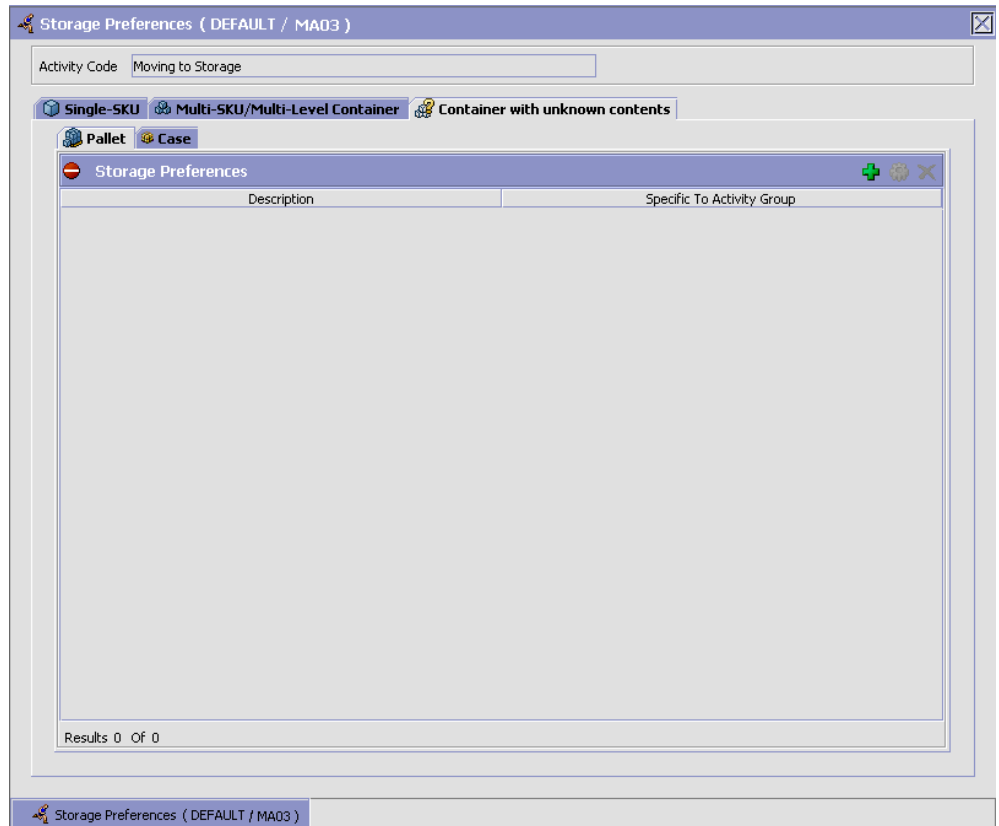 Storage Preferences ( DEFAULT / MA03 )
Activity Code Moving to Storage
Single-SKU Multi-SKU/Multi-Level Container Container with unknown contents
Pallet Case
Storage Preferences
Description Specific To Activity Group
Results 0 Of 0
Storage Preferences ( DEFAULT / MA03 )